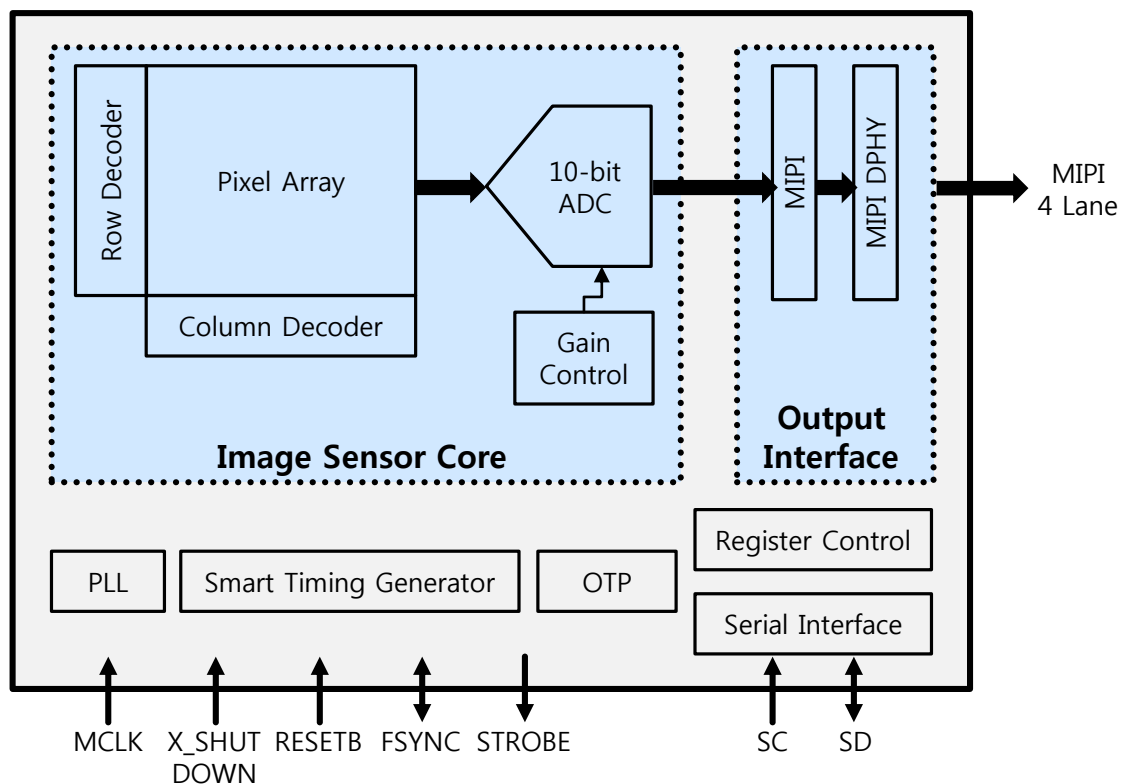 Row Decoder
Pixel Array
Column Decoder
10-bit
ADC
Gain
Control
Image Sensor Core
MIPI
MIPI DPHY
Output
Interface
MIPI
4 Lane
Register Control
PLL
Smart Timing Generator
OTP
Serial Interface
MCLK
X_SHUT
DOWN
RESETB
FSYNC
STROBE
SC
SD